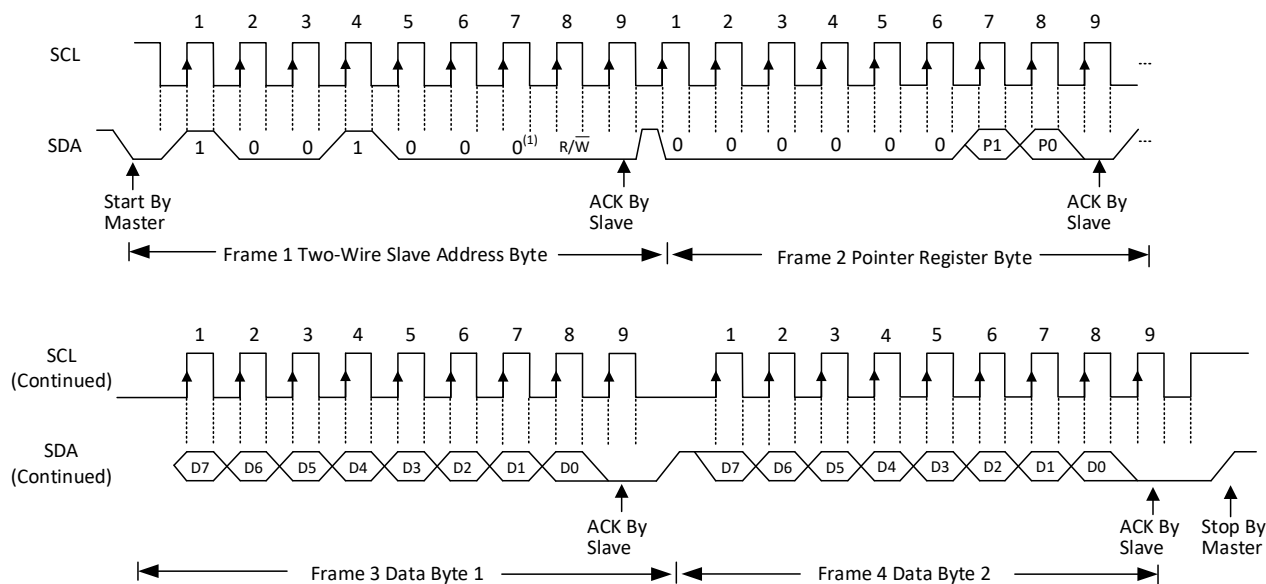 1 2 3 4 5 6 7 8 9 1 2 3 4 5 6 7 8 9
SCL ...
SDA 1 0 0 1 0 0 0(1) R/W̅ 0 0 0 0 0 0 P1 P0 ...
Start By
Master
ACK By
Slave
ACK By
Slave
Frame 1 Two-Wire Slave Address Byte
Frame 2 Pointer Register Byte
1 2 3 4 5 6 7 8 9 1 2 3 4 5 6 7 8 9
SCL
(Continued)
SDA
(Continued)
D7 D6 D5 D4 D3 D2 D1 D0 D7 D6 D5 D4 D3 D2 D1 D0
ACK By
Slave
ACK By
Slave
Stop By
Master
Frame 3 Data Byte 1
Frame 4 Data Byte 2